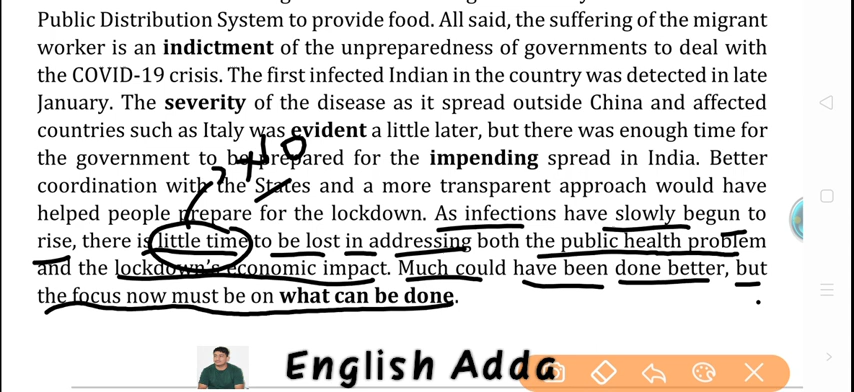 Public Distribution System to provide food. All said, the suffering of the migrant
worker is an indictment of the unpreparedness of governments to deal with
the COVID-19 crisis. The first infected Indian in the country was detected in late
January. The severity of the disease as it spread outside China and affected
countries such as Italy was evident a little later, but there was enough time for
the government to be prepared for the impending spread in India. Better
coordination with the States and a more transparent approach would have
helped people prepare for the lockdown. As infections have slowly begun to
rise, there is little time to be lost in addressing both the public health problem
and the lockdown's economic impact. Much could have been done better, but
the focus now must be on what can be done.
English Adda